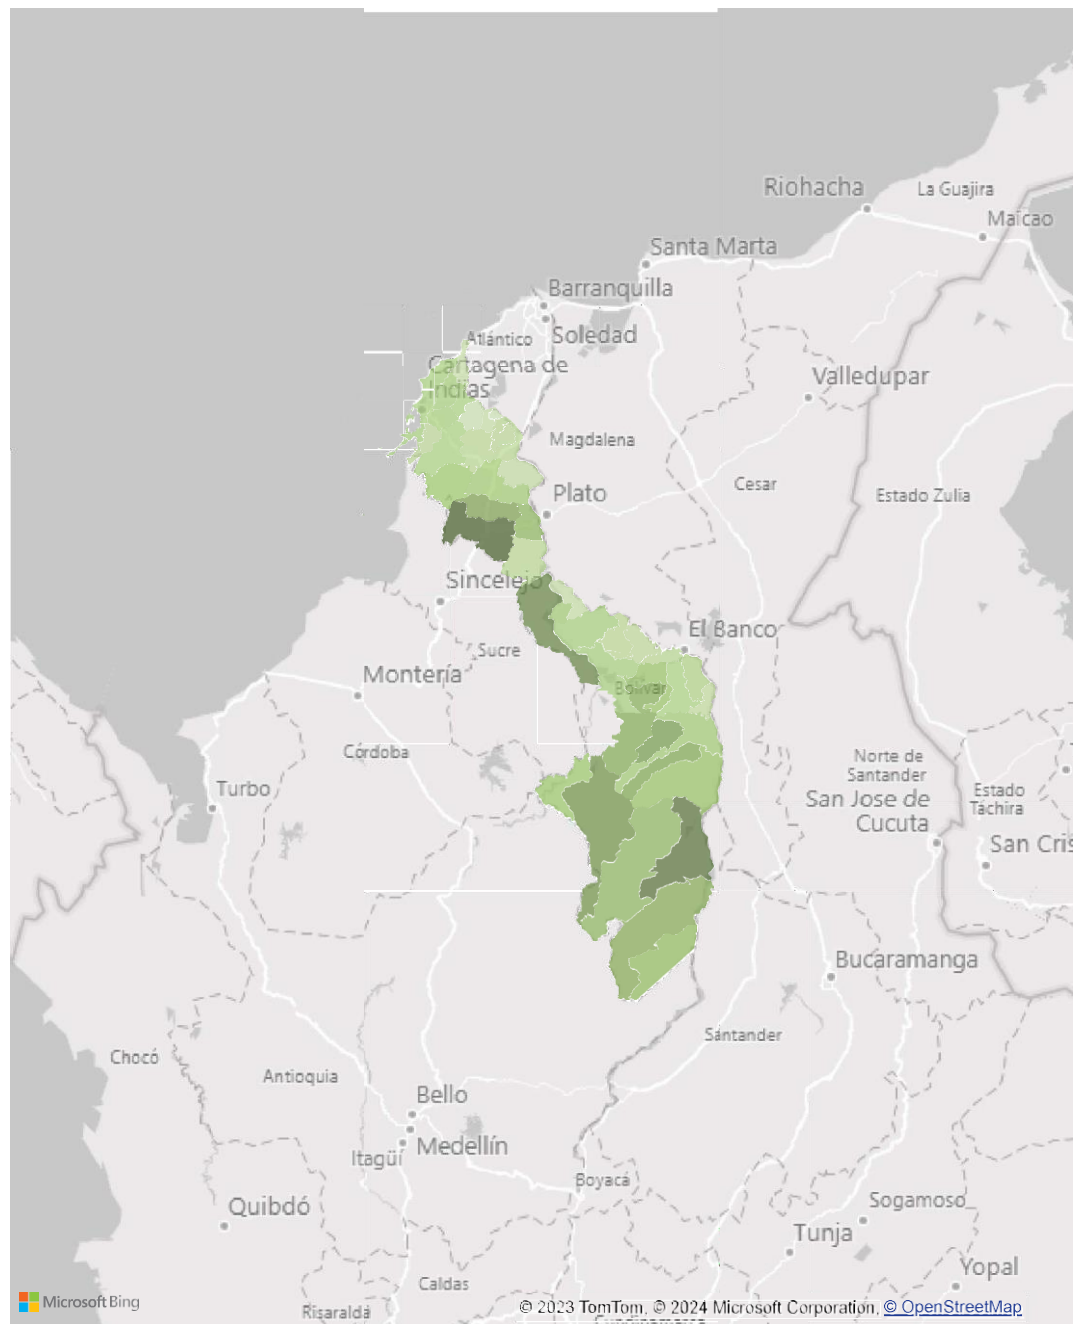 Riohacha
La Guajira
Maicao
Santa Marta
Barranquilla
Atlántico
Soledad
Cartagena de
Indias
Valledupar
Magdalena
Cesar
Estado Zulia
Plato
Sincelejo
El Banco
Sucre
Montería
Bolívar
Córdoba
Norte de
Santander
Turbo
Estado
Táchira
San Jose de
Cucuta
San Cris
Bucaramanga
Santander
Chocó
Antioquia
Bello
Medellín
Itagüí
Boyacá
Quibdó
Sogamoso
Tunja
Yopal
Caldas
Risaralda
Microsoft Bing
© 2023 TomTom, © 2024 Microsoft Corporation, © OpenStreetMap